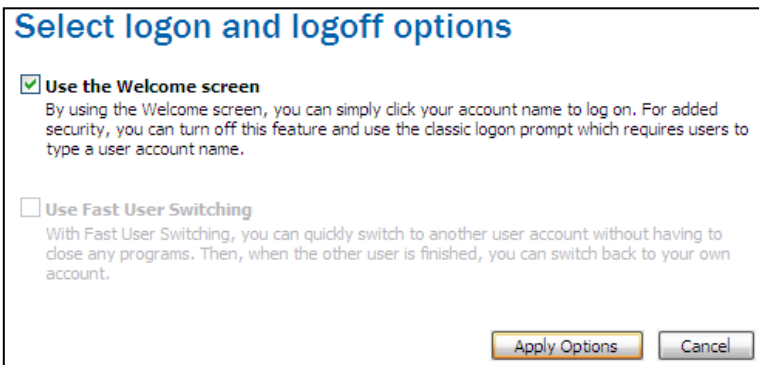 Select logon and logoff options
Use the Welcome screen
By using the Welcome screen, you can simply click your account name to log on. For added
security, you can turn off this feature and use the classic logon prompt which requires users to
type a user account name.
Use Fast User Switching
With Fast User Switching, you can quickly switch to another user account without having to
close any programs. Then, when the other user is finished, you can switch back to your own
account.
Apply Options Cancel